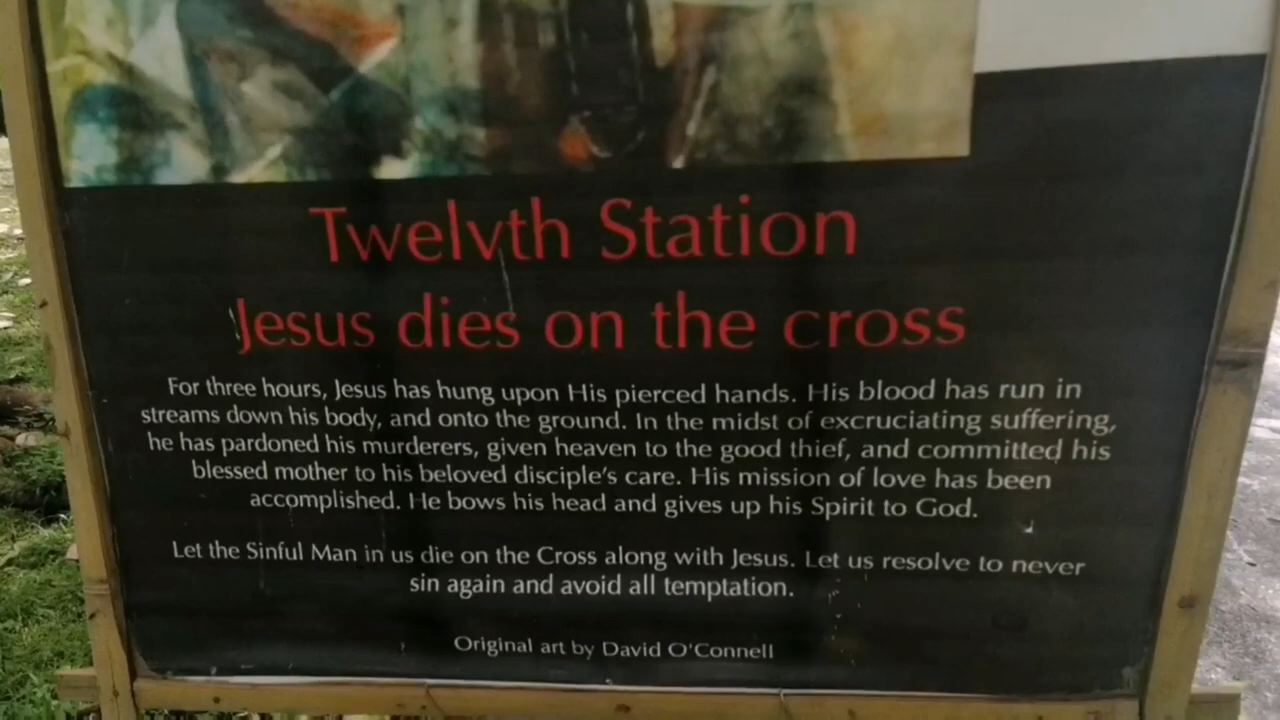 Twelvth Station
Jesus dies on the cross
For three hours, Jesus has hung upon His pierced hands. His blood has run in
streams down his body, and onto the ground. In the midst of excruciating suffering,
he has pardoned his murderers, given heaven to the good thief, and committed his
blessed mother to his beloved disciple's care. His mission of love has been
accomplished. He bows his head and gives up his Spirit to God.
Let the Sinful Man in us die on the Cross along with Jesus. Let us resolve to never
sin again and avoid all temptation.
Original art by David O'Connell